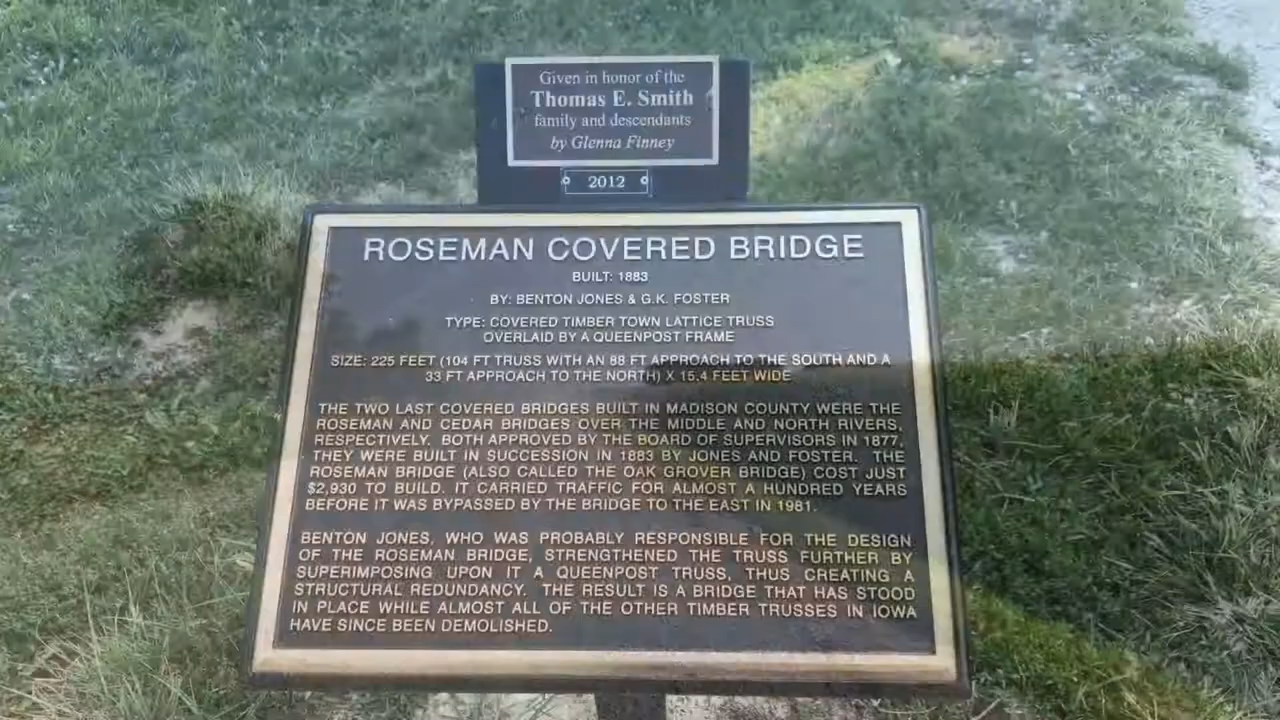 Given in honor of the
Thomas E. Smith
family and descendants
by Glenna Finney
2012
ROSEMAN COVERED BRIDGE
BUILT: 1883
BY: BENTON JONES & G.K. FOSTER
TYPE: COVERED TIMBER TOWN LATTICE TRUSS
OVERLAID BY A QUEENPOST FRAME
SIZE: 225 FEET (104 FT TRUSS WITH AN 88 FT APPROACH TO THE SOUTH AND A
33 FT APPROACH TO THE NORTH) X 15.4 FEET WIDE
THE TWO LAST COVERED BRIDGES BUILT IN MADISON COUNTY WERE THE
ROSEMAN AND CEDAR BRIDGES OVER THE MIDDLE AND NORTH RIVERS,
RESPECTIVELY. BOTH APPROVED BY THE BOARD OF SUPERVISORS IN 1877,
THEY WERE BUILT IN SUCCESSION IN 1883 BY JONES AND FOSTER. THE
ROSEMAN BRIDGE (ALSO CALLED THE OAK GROVER BRIDGE) COST JUST
$2,930 TO BUILD. IT CARRIED TRAFFIC FOR ALMOST A HUNDRED YEARS
BEFORE IT WAS BYPASSED BY THE BRIDGE TO THE EAST IN 1981.
BENTON JONES, WHO WAS PROBABLY RESPONSIBLE FOR THE DESIGN
OF THE ROSEMAN BRIDGE, STRENGTHENED THE TRUSS FURTHER BY
SUPERIMPOSING UPON IT A QUEENPOST TRUSS, THUS CREATING A
STRUCTURAL REDUNDANCY. THE RESULT IS A BRIDGE THAT HAS STOOD
IN PLACE WHILE ALMOST ALL OF THE OTHER TIMBER TRUSSES IN IOWA
HAVE SINCE BEEN DEMOLISHED.